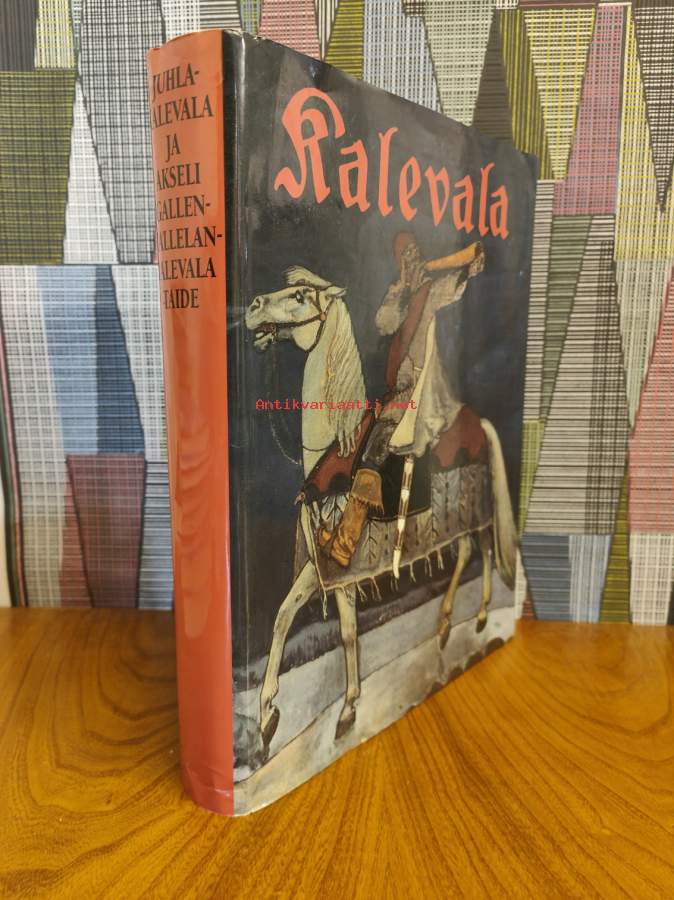 JUHLA-
KALEVALA
JA
AKSELI
GALLEN-
KALLELAN-
KALEVALA
TAIDE
Kalevala
Antikvariaatti.net